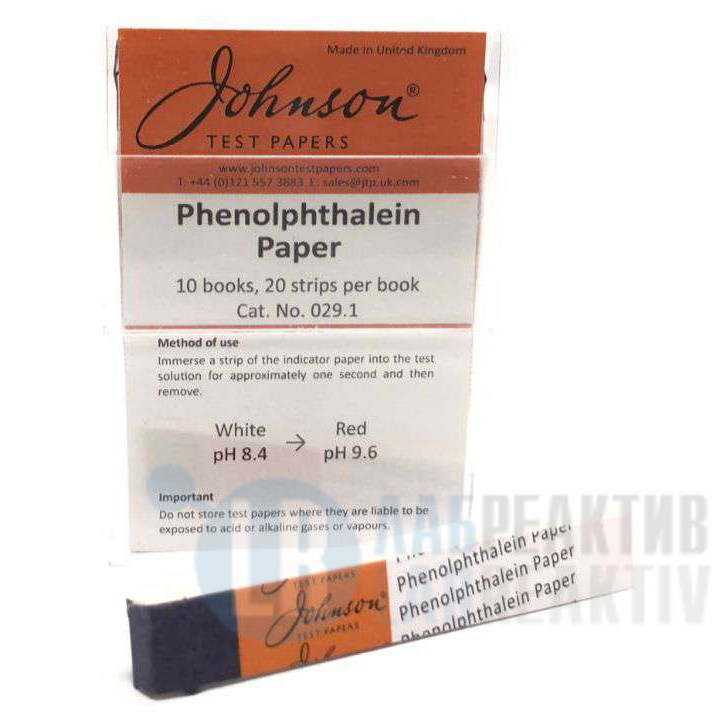 Made in United Kingdom
Johnson®
TEST PAPERS
www.johnsontestpapers.com
T: +44 (0)121 557 3883 E: sales@jtp.uk.com
Phenolphthalein
Paper
10 books, 20 strips per book
Cat. No. 029.1
Method of use
Immerse a strip of the indicator paper into the test
solution for approximately one second and then
remove.
White → Red
pH 8.4 pH 9.6
Important
Do not store test papers where they are liable to be
exposed to acid or alkaline gases or vapours.
ЛАБРЕАКТИВ
TEST PAPERS
Johnson®
TEST PAPERS
Phenolphthalein Paper
Phenolphthalein Paper
Phenolphthalein Paper
Phenolphthalein Paper